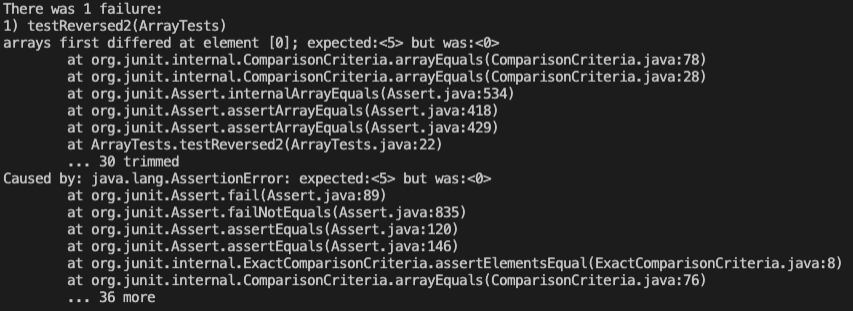 There was 1 failure:
1) testReversed2(ArrayTests)
arrays first differed at element [0]; expected:<5> but was:<0>
        at org.junit.internal.ComparisonCriteria.arrayEquals(ComparisonCriteria.java:78)
        at org.junit.internal.ComparisonCriteria.arrayEquals(ComparisonCriteria.java:28)
        at org.junit.Assert.internalArrayEquals(Assert.java:534)
        at org.junit.Assert.assertArrayEquals(Assert.java:418)
        at org.junit.Assert.assertArrayEquals(Assert.java:429)
        at ArrayTests.testReversed2(ArrayTests.java:22)
        ... 30 trimmed
Caused by: java.lang.AssertionError: expected:<5> but was:<0>
        at org.junit.Assert.fail(Assert.java:89)
        at org.junit.Assert.failNotEquals(Assert.java:835)
        at org.junit.Assert.assertEquals(Assert.java:120)
        at org.junit.Assert.assertEquals(Assert.java:146)
        at org.junit.internal.ExactComparisonCriteria.assertElementsEqual(ExactComparisonCriteria.java:8)
        at org.junit.internal.ComparisonCriteria.arrayEquals(ComparisonCriteria.java:76)
        ... 36 more